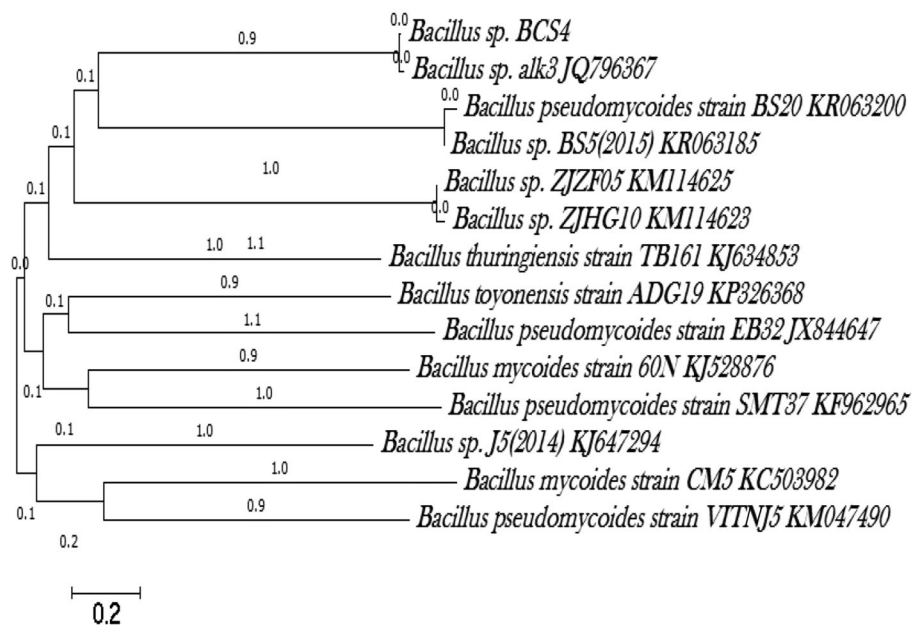 0.0
Bacillus sp. BCS4
0.9
0.0
Bacillus sp. alk3 JQ796367
0.1
0.0
Bacillus pseudomycoides strain BS20 KR063200
0.1
Bacillus sp. BS5(2015) KR063185
1.0
Bacillus sp. ZJZF05 KM114625
0.1
0.0
Bacillus sp. ZJHG10 KM114623
1.0 1.1
Bacillus thuringiensis strain TB161 KJ634853
0.0
0.9
Bacillus toyonensis strain ADG19 KP326368
0.1
1.1
Bacillus pseudomycoides strain EB32 JX844647
0.9
Bacillus mycoides strain 60N KJ528876
0.1
1.0
Bacillus pseudomycoides strain SMT37 KF962965
0.1 1.0
Bacillus sp. J5(2014) KJ647294
1.0
Bacillus mycoides strain CM5 KC503982
0.1
0.9
Bacillus pseudomycoides strain VITNJ5 KM047490
0.2
0.2